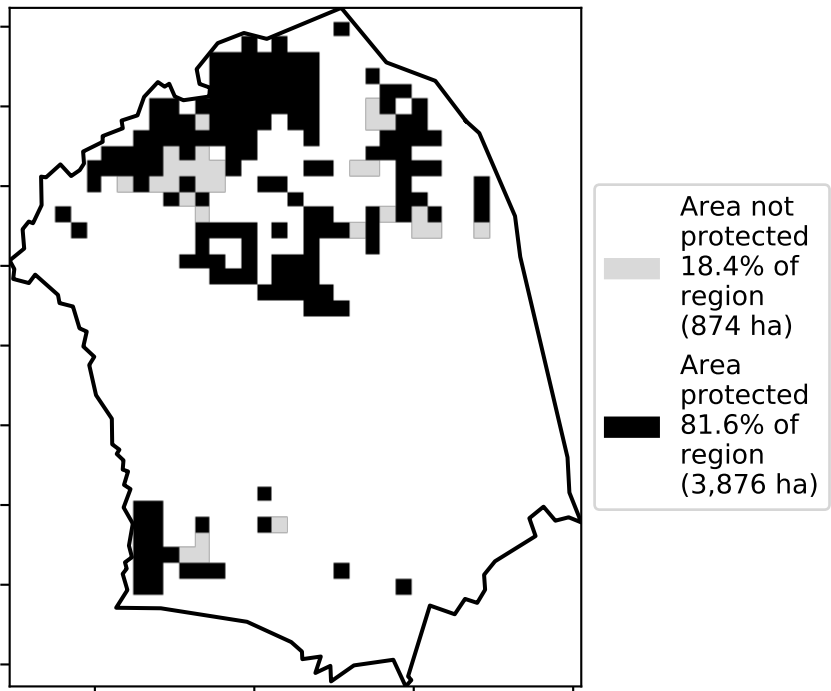 Area not
protected
18.4% of
region
(874 ha)
Area
protected
81.6% of
region
(3,876 ha)